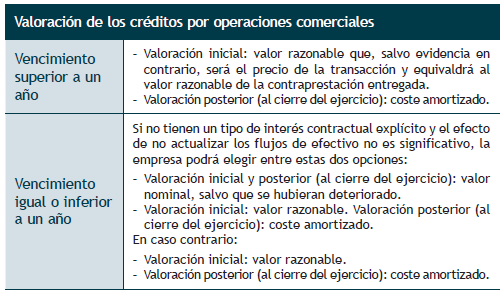 Valoración de los créditos por operaciones comerciales
Vencimiento
superior a un
año
- Valoración inicial: valor razonable que, salvo evidencia en
contrario, será el precio de la transacción y equivaldrá al
valor razonable de la contraprestación entregada.
- Valoración posterior (al cierre del ejercicio): coste amortizado.
Vencimiento
igual o inferior
a un año
Si no tienen un tipo de interés contractual explícito y el efecto
de no actualizar los flujos de efectivo no es significativo, la
empresa podrá elegir entre estas dos opciones:
- Valoración inicial y posterior (al cierre del ejercicio): valor
nominal, salvo que se hubieran deteriorado.
- Valoración inicial: valor razonable. Valoración posterior (al
cierre del ejercicio): coste amortizado.
En caso contrario:
- Valoración inicial: valor razonable.
- Valoración posterior (al cierre del ejercicio): coste amortizado.